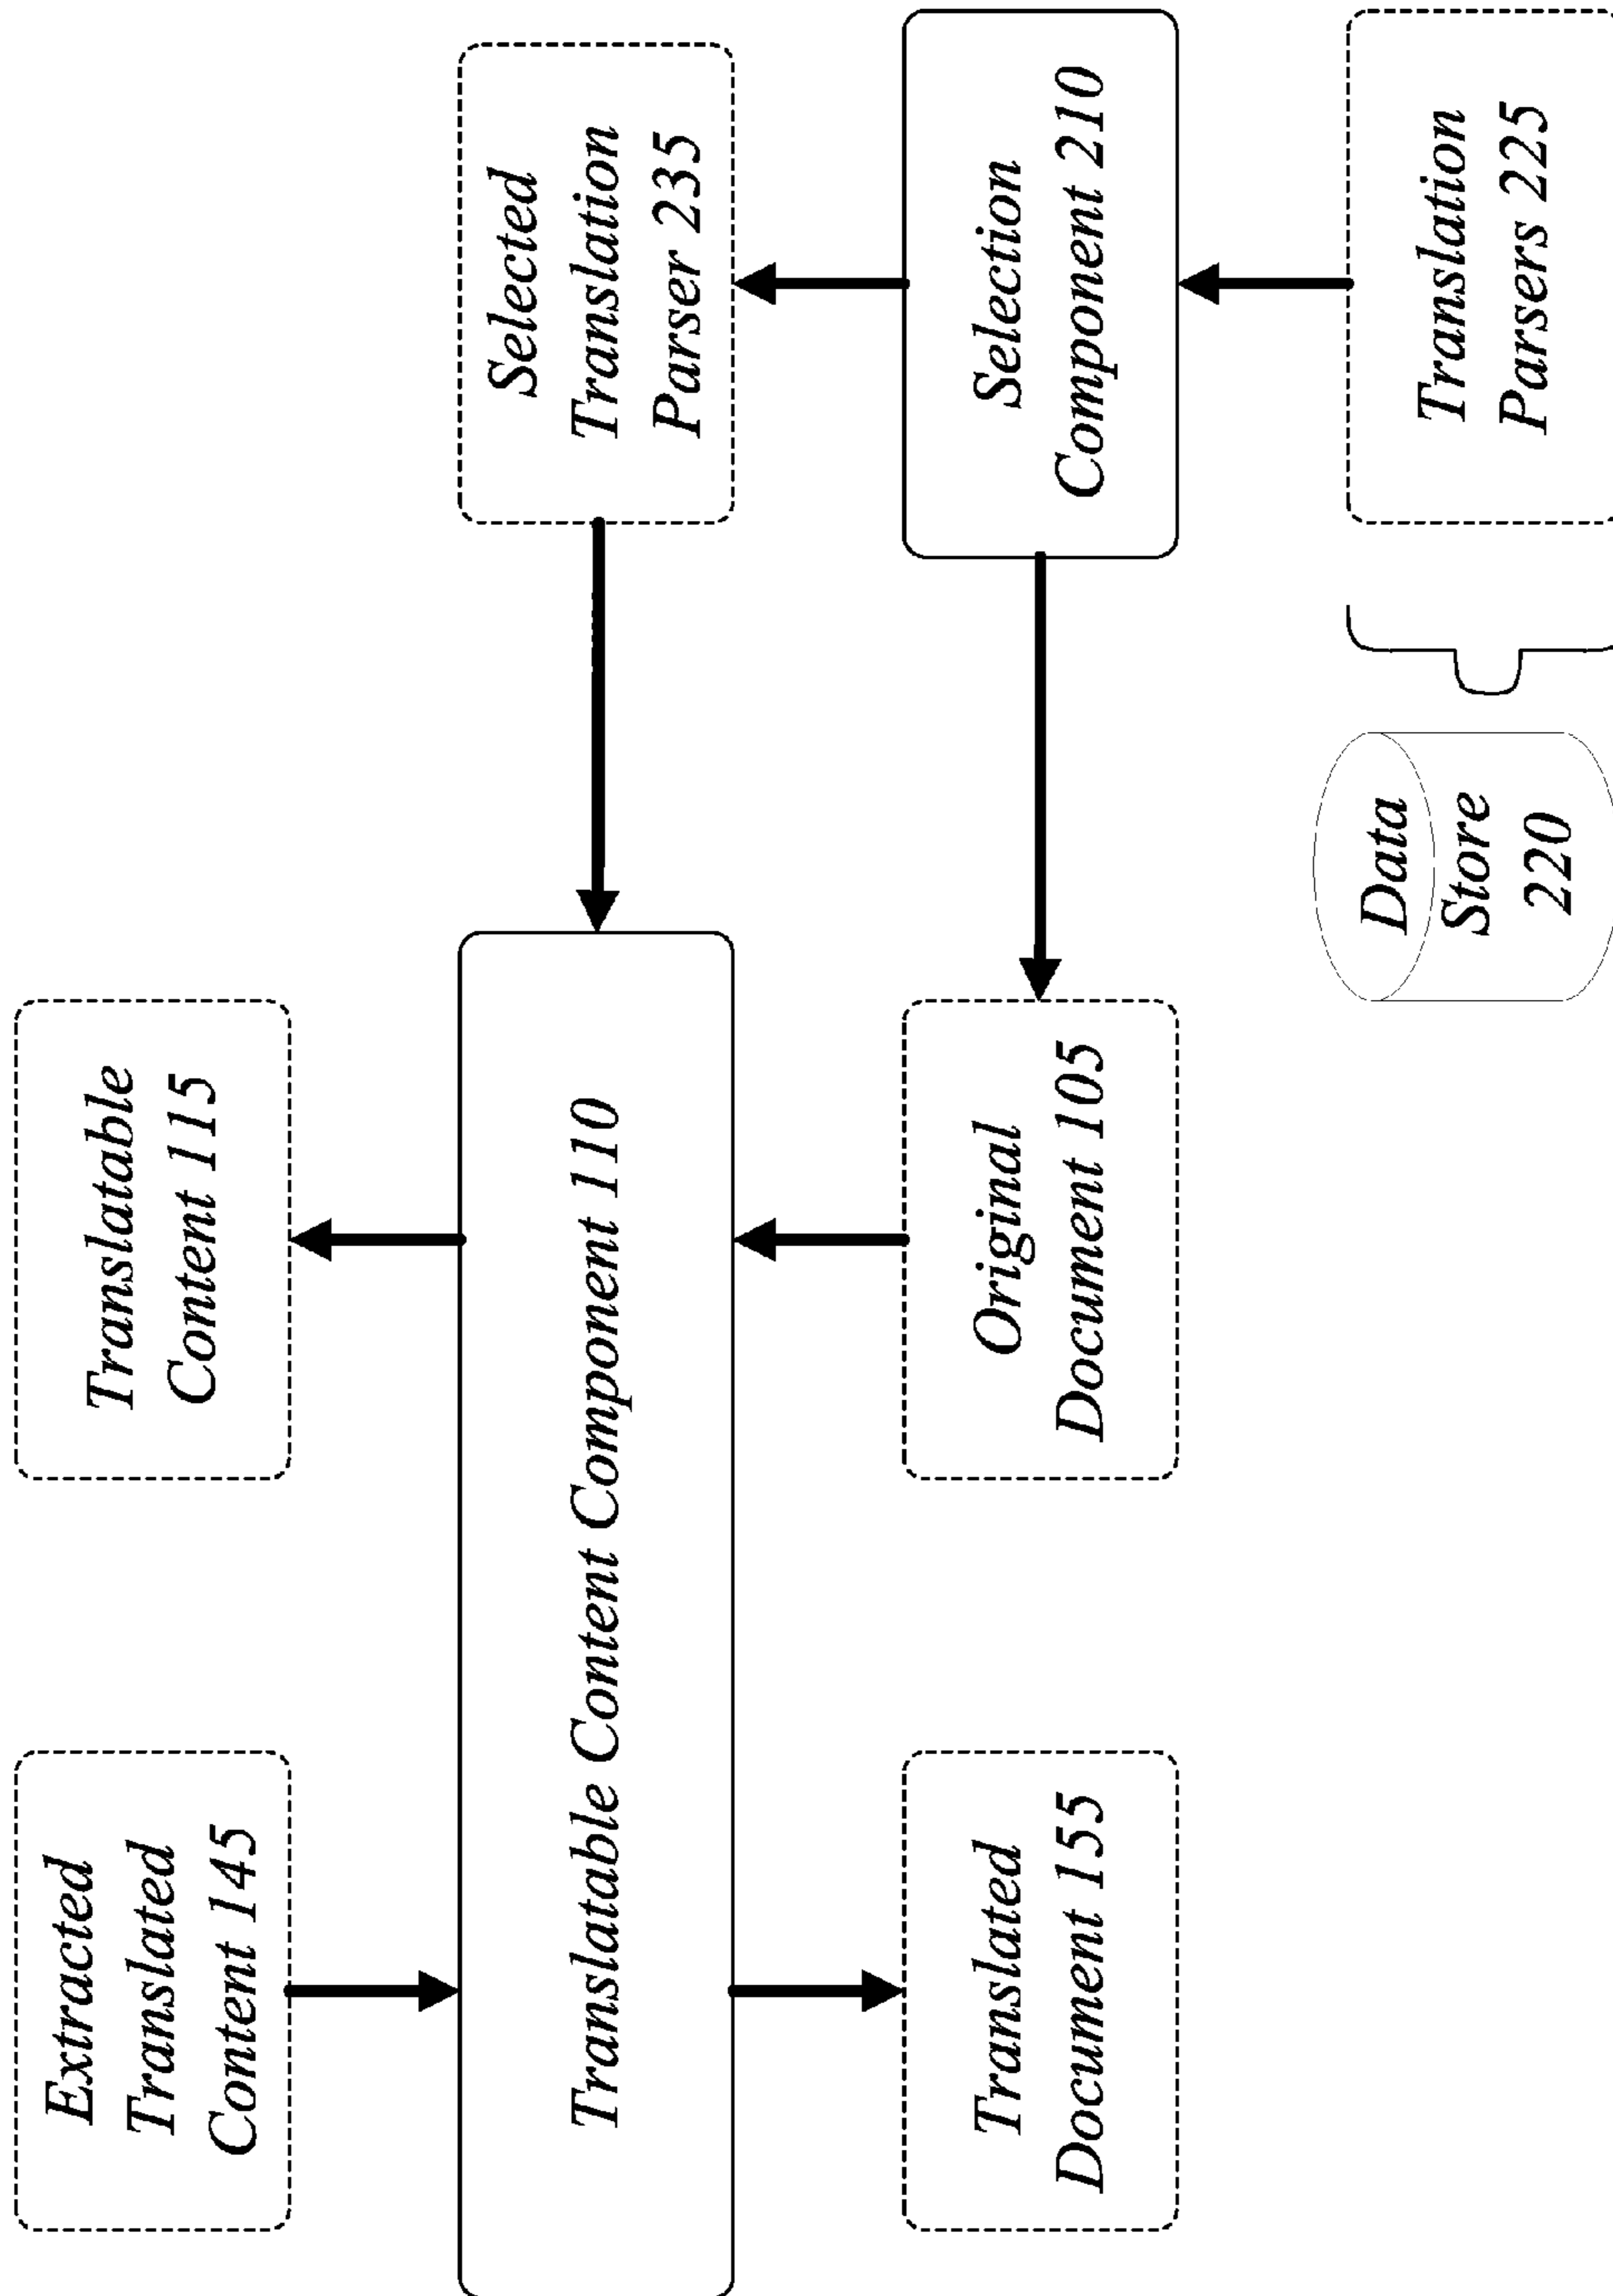 Extracted
Translated
Content 145
Translatable
Content 115
Translatable Content Component 110
Selected
Translation
Parser 235
Translated
Document 155
Original
Document 105
Selection
Component 210
Data
Store
220
Translation
Parsers 225